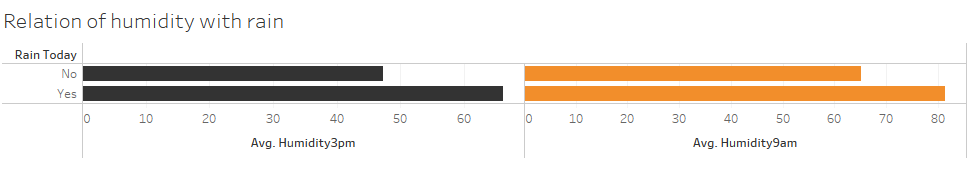 Relation of humidity with rain
Rain Today
No
Yes
0 10 20 30 40 50 60 0 10 20 30 40 50 60 70 80
Avg. Humidity3pm Avg. Humidity9am